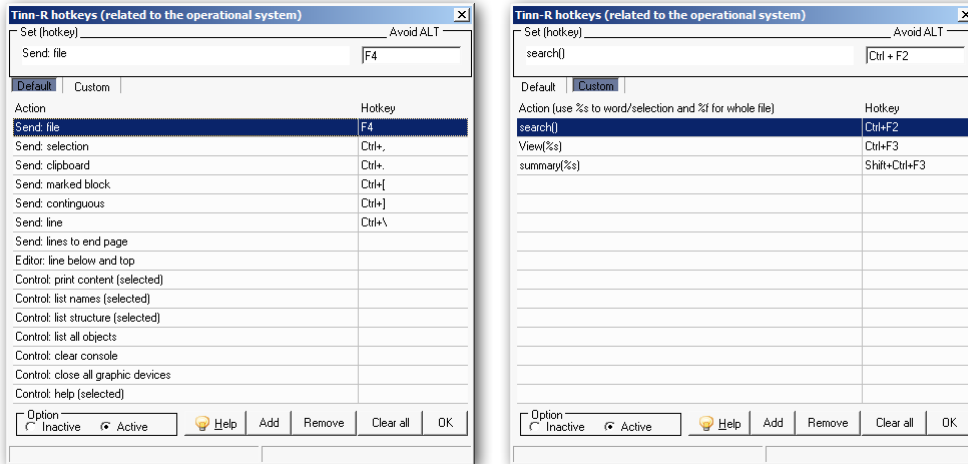 Tinn-R hotkeys (related to the operational system)
Set (hotkey) Avoid ALT
Send: file F4
Default Custom
Action Hotkey
Send: file F4
Send: selection Ctrl+,
Send: clipboard Ctrl+.
Send: marked block Ctrl+[
Send: continguous Ctrl+]
Send: line Ctrl+\
Send: lines to end page
Editor: line below and top
Control: print content (selected)
Control: list names (selected)
Control: list structure (selected)
Control: list all objects
Control: clear console
Control: close all graphic devices
Control: help (selected)
Option
Inactive Active Help Add Remove Clear all OK
Tinn-R hotkeys (related to the operational system)
Set (hotkey) Avoid ALT
search() Ctrl + F2
Default Custom
Action (use %s to word/selection and %f for whole file) Hotkey
search() Ctrl+F2
View(%s) Ctrl+F3
summary(%s) Shift+Ctrl+F3
Option
Inactive Active Help Add Remove Clear all OK